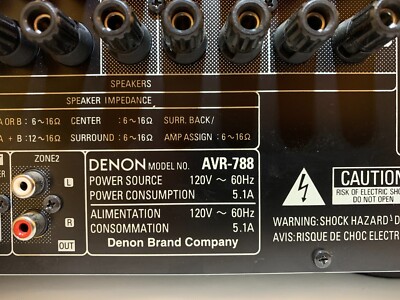 SPEAKERS
SPEAKER IMPEDANCE
A OR B : 6～16Ω CENTER : 6～16Ω SURR. BACK/
A + B : 12～16Ω SURROUND : 6～16Ω AMP ASSIGN : 6～16Ω
ZONE2
L
R
OUT
DENON MODEL NO. AVR-788
POWER SOURCE 120V ～ 60Hz
POWER CONSUMPTION 5.1A
ALIMENTATION 120V ～ 60Hz
CONSOMMATION 5.1A
Denon Brand Company
CAUTION
RISK OF ELECTRIC SHO
DO NOT OPEN
WARNING: SHOCK HAZARD
AVIS: RISQUE DE CHOC ELECTR